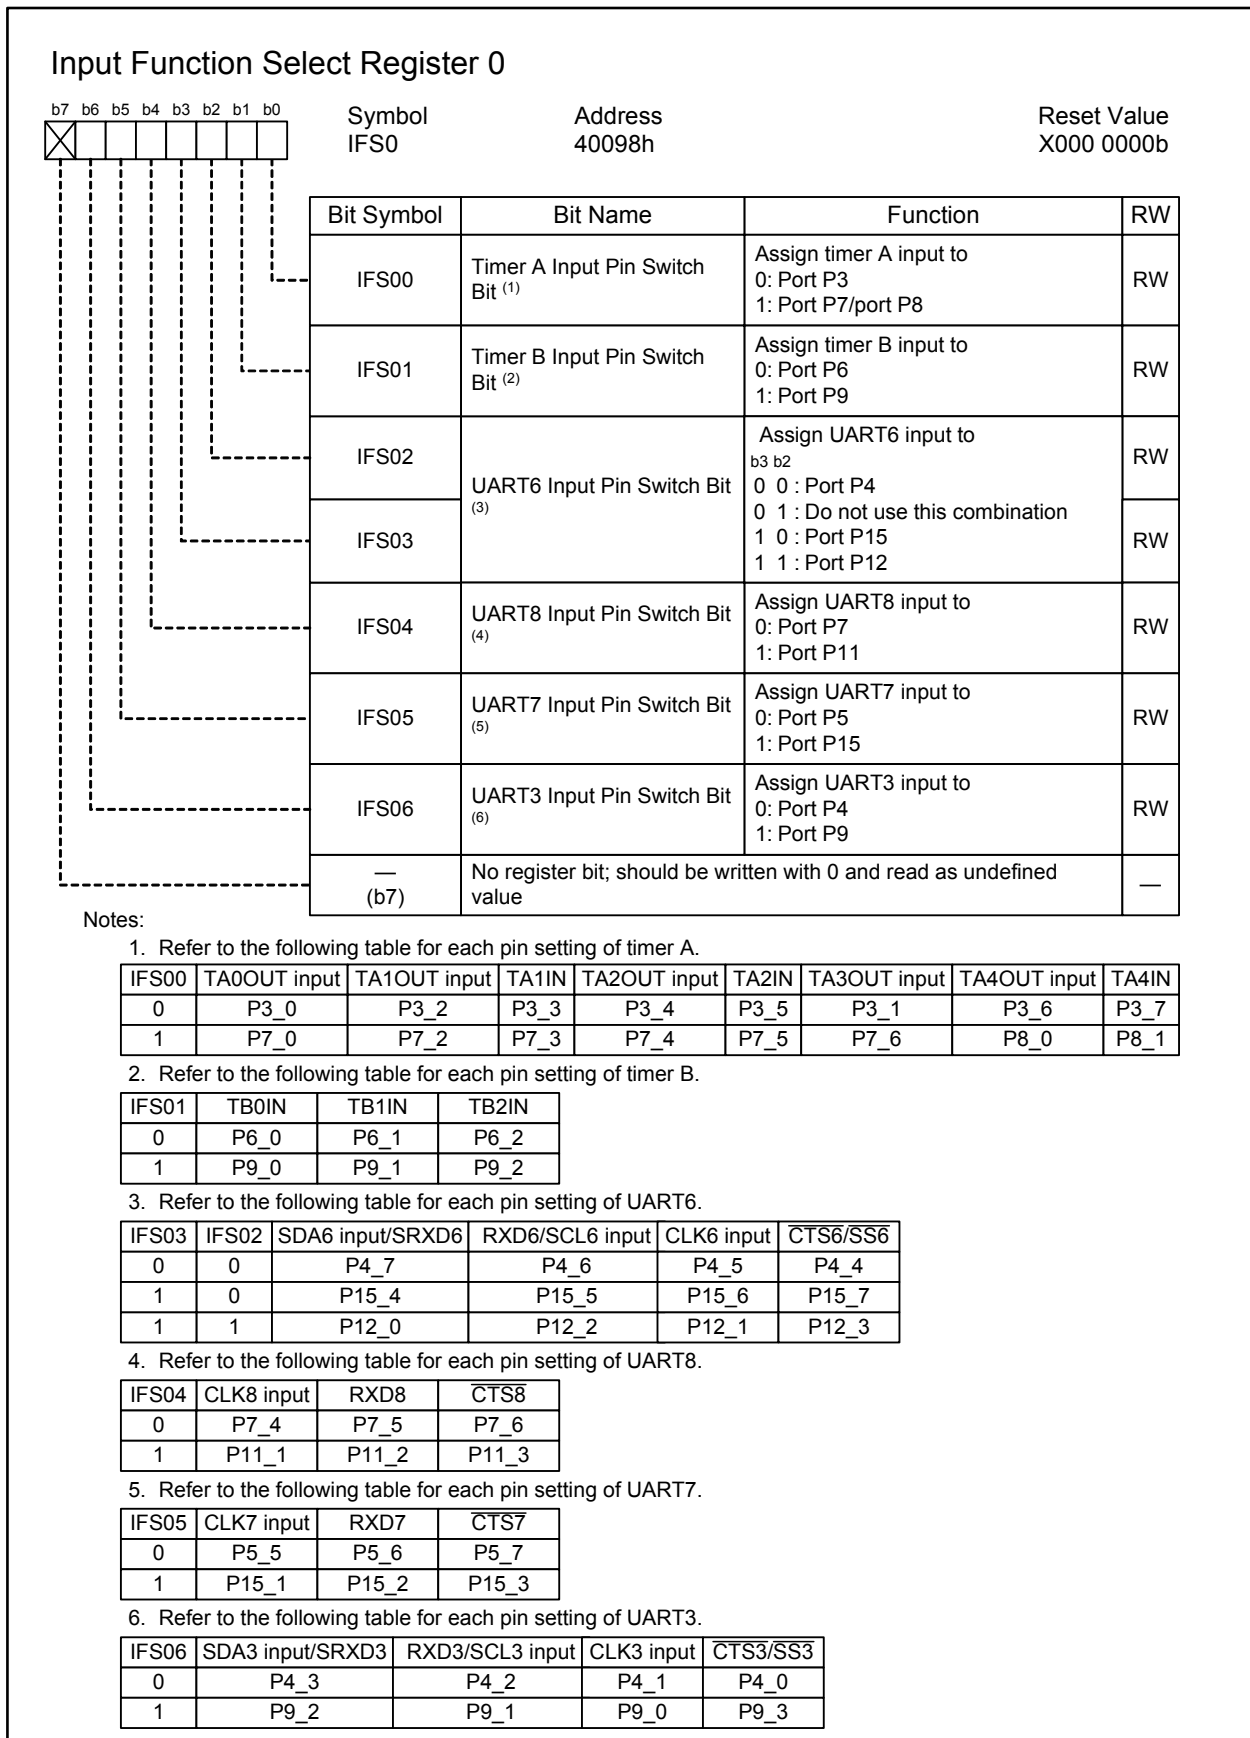 Input Function Select Register 0
b7 b6 b5 b4 b3 b2 b1 b0
Symbol Address Reset Value
IFS0 40098h X000 0000b
Bit Symbol Bit Name Function RW
IFS00 Timer A Input Pin Switch Bit (1) Assign timer A input to RW
0: Port P3
1: Port P7/port P8
IFS01 Timer B Input Pin Switch Bit (2) Assign timer B input to RW
0: Port P6
1: Port P9
IFS02 UART6 Input Pin Switch Bit (3) Assign UART6 input to RW
b3 b2
0 0 : Port P4
0 1 : Do not use this combination
IFS03 1 0 : Port P15 RW
1 1 : Port P12
IFS04 UART8 Input Pin Switch Bit (4) Assign UART8 input to RW
0: Port P7
1: Port P11
IFS05 UART7 Input Pin Switch Bit (5) Assign UART7 input to RW
0: Port P5
1: Port P15
IFS06 UART3 Input Pin Switch Bit (6) Assign UART3 input to RW
0: Port P4
1: Port P9
— (b7) No register bit; should be written with 0 and read as undefined value —
Notes:
1. Refer to the following table for each pin setting of timer A.
IFS00 TA0OUT input TA1OUT input TA1IN TA2OUT input TA2IN TA3OUT input TA4OUT input TA4IN
0 P3_0 P3_2 P3_3 P3_4 P3_5 P3_1 P3_6 P3_7
1 P7_0 P7_2 P7_3 P7_4 P7_5 P7_6 P8_0 P8_1
2. Refer to the following table for each pin setting of timer B.
IFS01 TB0IN TB1IN TB2IN
0 P6_0 P6_1 P6_2
1 P9_0 P9_1 P9_2
3. Refer to the following table for each pin setting of UART6.
IFS03 IFS02 SDA6 input/SRXD6 RXD6/SCL6 input CLK6 input CTS6/SS6
0 0 P4_7 P4_6 P4_5 P4_4
1 0 P15_4 P15_5 P15_6 P15_7
1 1 P12_0 P12_2 P12_1 P12_3
4. Refer to the following table for each pin setting of UART8.
IFS04 CLK8 input RXD8 CTS8
0 P7_4 P7_5 P7_6
1 P11_1 P11_2 P11_3
5. Refer to the following table for each pin setting of UART7.
IFS05 CLK7 input RXD7 CTS7
0 P5_5 P5_6 P5_7
1 P15_1 P15_2 P15_3
6. Refer to the following table for each pin setting of UART3.
IFS06 SDA3 input/SRXD3 RXD3/SCL3 input CLK3 input CTS3/SS3
0 P4_3 P4_2 P4_1 P4_0
1 P9_2 P9_1 P9_0 P9_3